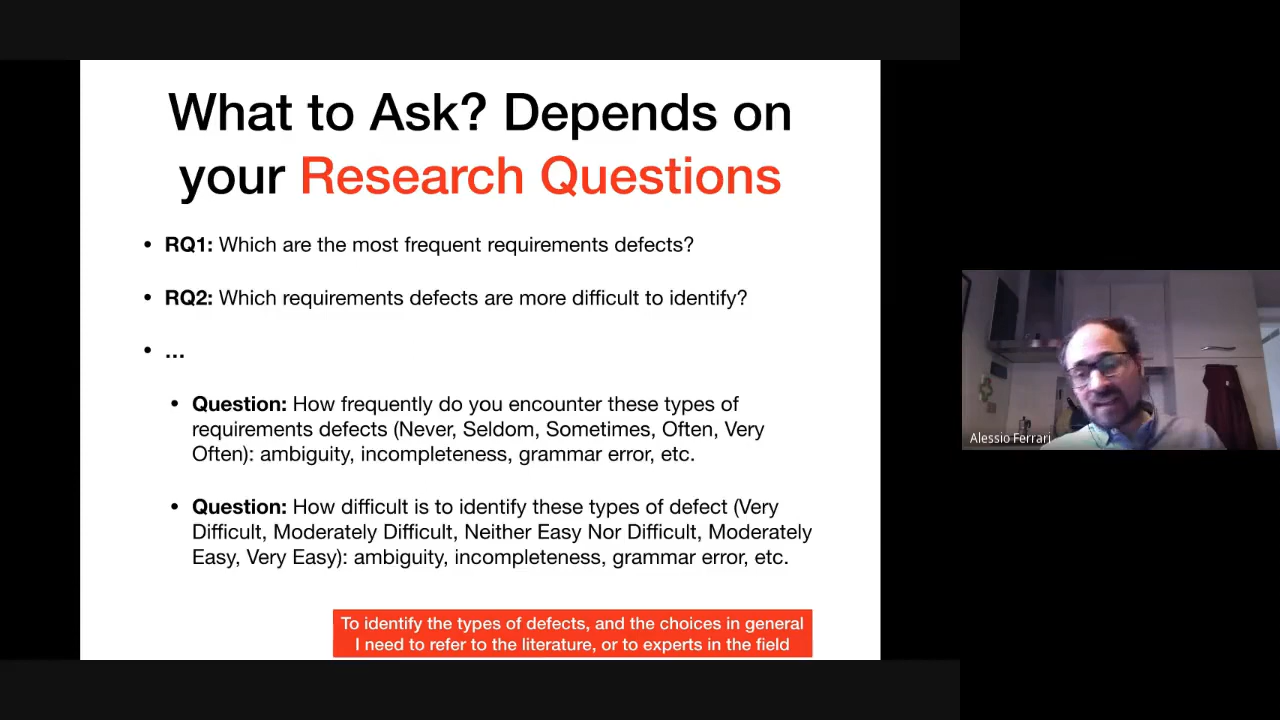 What to Ask? Depends on
your Research Questions
• RQ1: Which are the most frequent requirements defects?
• RQ2: Which requirements defects are more difficult to identify?
• ...
• Question: How frequently do you encounter these types of
requirements defects (Never, Seldom, Sometimes, Often, Very
Often): ambiguity, incompleteness, grammar error, etc.
• Question: How difficult is to identify these types of defect (Very
Difficult, Moderately Difficult, Neither Easy Nor Difficult, Moderately
Easy, Very Easy): ambiguity, incompleteness, grammar error, etc.
To identify the types of defects, and the choices in general
I need to refer to the literature, or to experts in the field
Alessio Ferrari